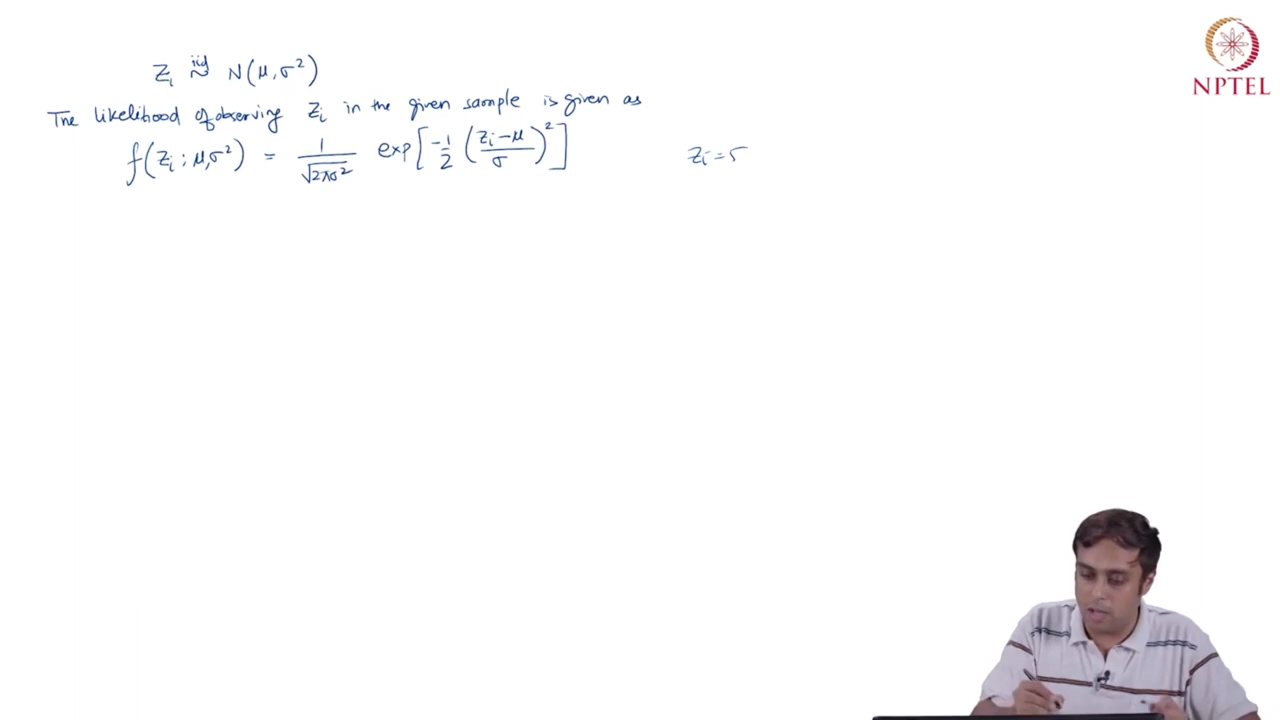 Zᵢ iid ~ N(μ, σ²)
The likelihood of observing Zᵢ in the given sample is given as
f(Zᵢ ; μ, σ²) = 1/√2πσ² exp[-1/2 (Zᵢ-μ/σ)²]
Zᵢ = 5
NPTEL